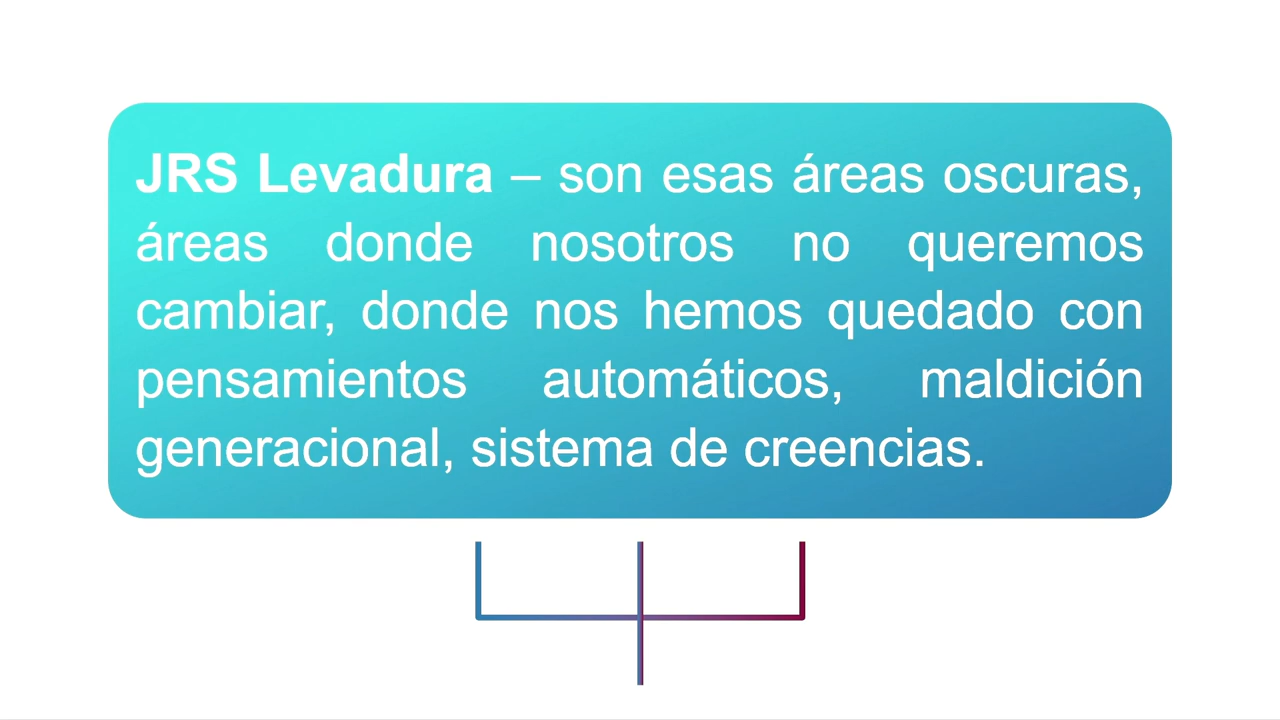 JRS Levadura – son esas áreas oscuras,
áreas donde nosotros no queremos
cambiar, donde nos hemos quedado con
pensamientos automáticos, maldición
generacional, sistema de creencias.